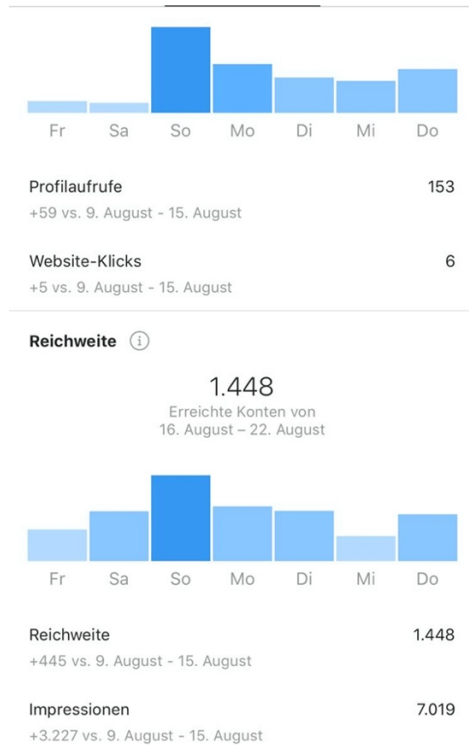 Fr Sa So Mo Di Mi Do
Profilaufrufe 153
+59 vs. 9. August - 15. August
Website-Klicks 6
+5 vs. 9. August - 15. August
Reichweite i
1.448
Erreichte Konten von
16. August – 22. August
Fr Sa So Mo Di Mi Do
Reichweite 1.448
+445 vs. 9. August - 15. August
Impressionen 7.019
+3.227 vs. 9. August - 15. August